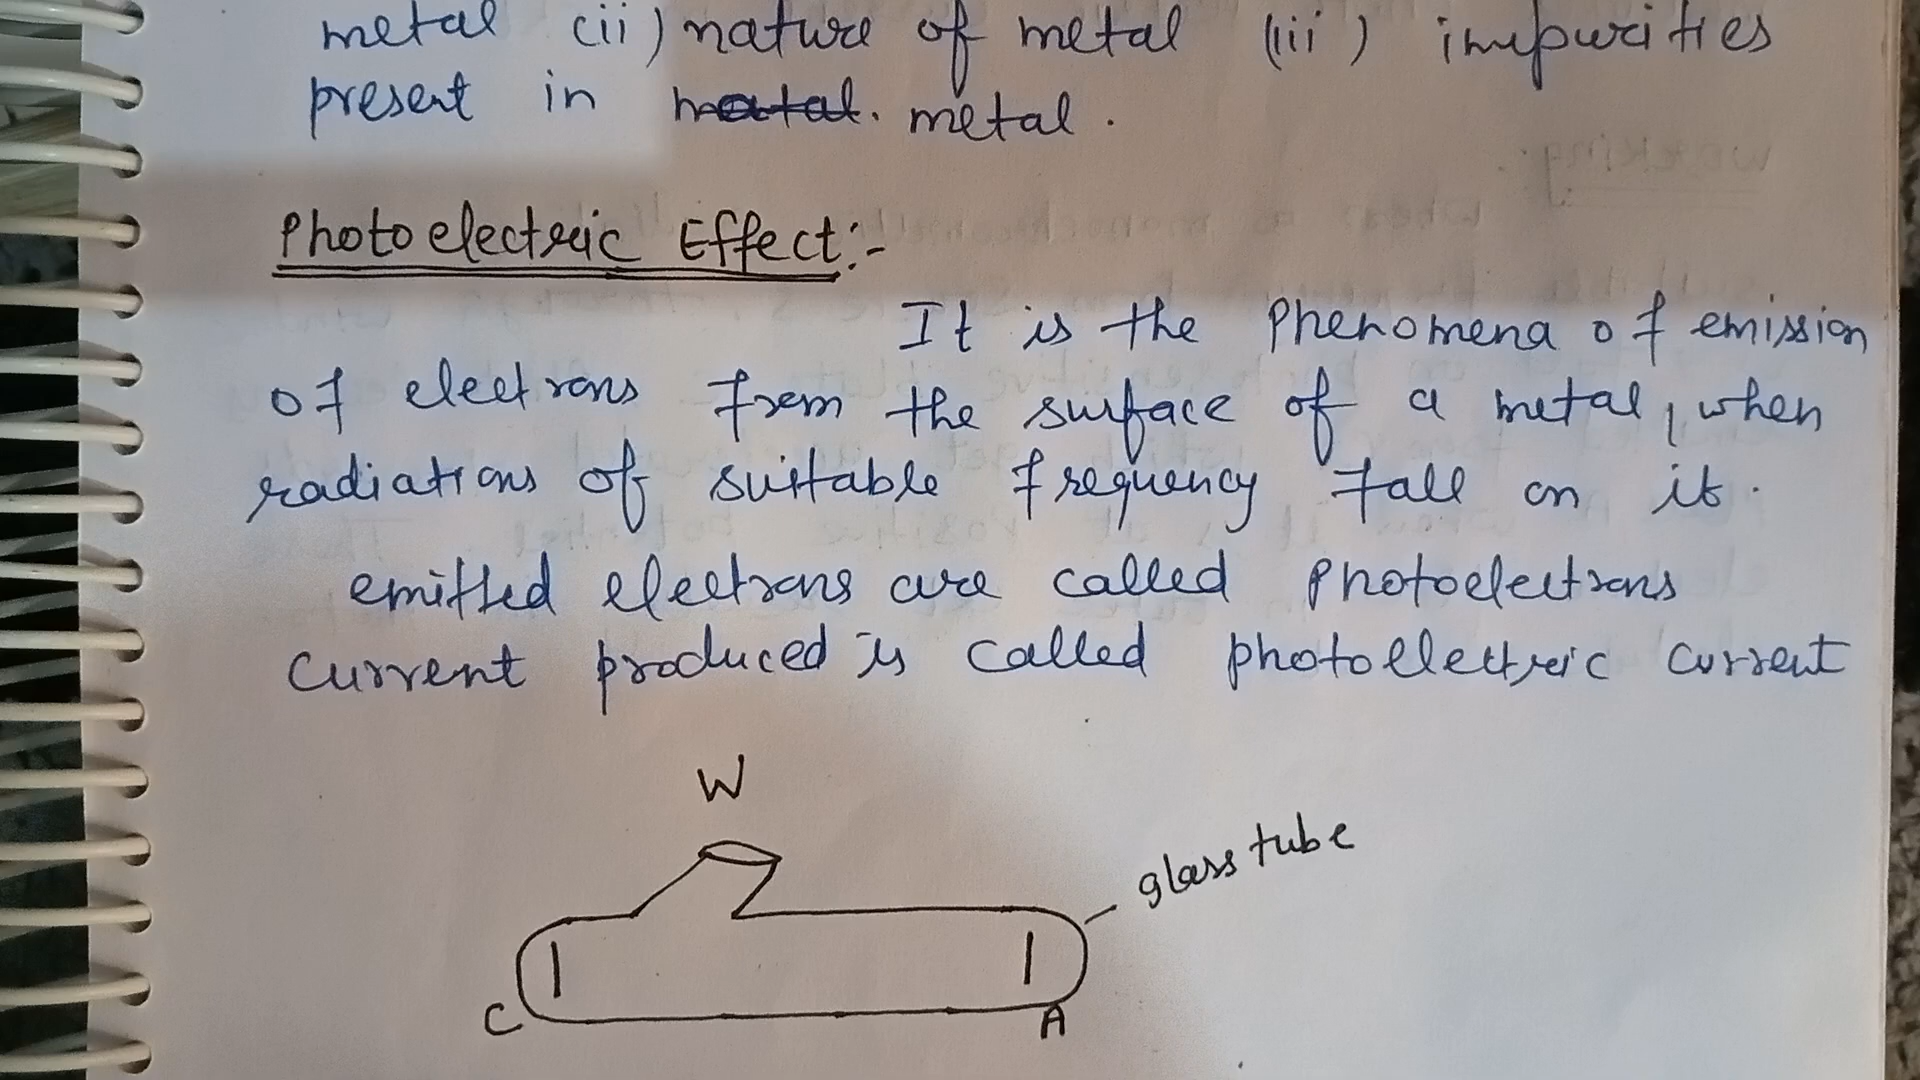 metal (ii) nature of metal (iii) impurities
present in metal.
Photoelectric Effect:-
It is the Phenomena of emission
of electrons from the surface of a metal, when
radiations of suitable frequency fall on it.
emitted electrons are called Photoelectrons
Current produced is called photoelectric current
W
glass tube
C
A